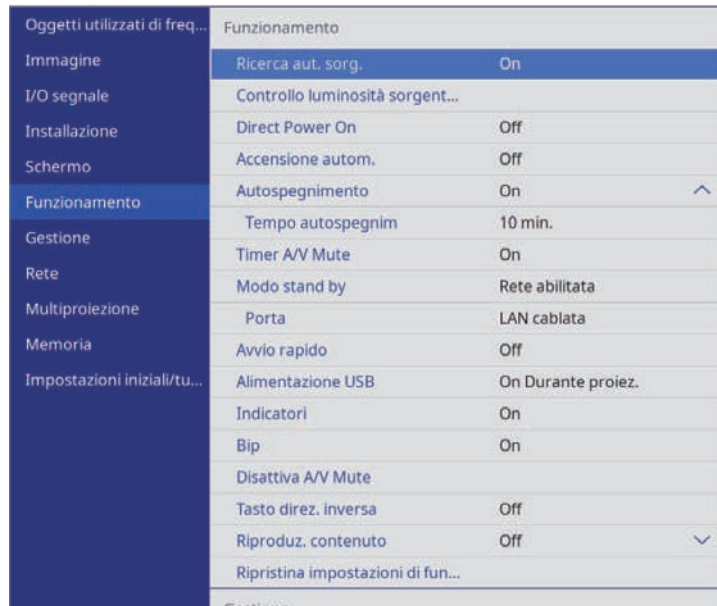 Oggetti utilizzati di freq...
Immagine
I/O segnale
Installazione
Schermo
Funzionamento
Gestione
Rete
Multiproiezione
Memoria
Impostazioni iniziali/tu...
Funzionamento
Ricerca aut. sorg. On
Controllo luminosità sorgent...
Direct Power On Off
Accensione autom. Off
Autospegnimento On
Tempo autospegnim 10 min.
Timer A/V Mute On
Modo stand by Rete abilitata
Porta LAN cablata
Avvio rapido Off
Alimentazione USB On Durante proiez.
Indicatori On
Bip On
Disattiva A/V Mute
Tasto direz. inversa Off
Riproduz. contenuto Off
Ripristina impostazioni di fun...